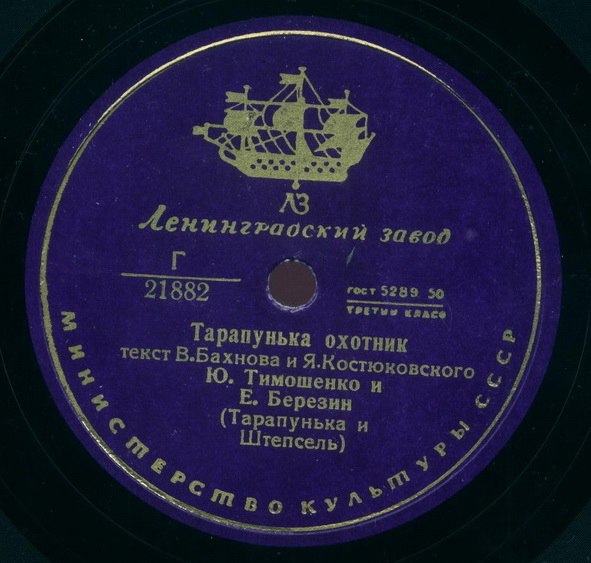 ЛЗ
Ленинградский завод
Г
21882
ГОСТ 5289 50
ТРЕТИЙ КЛАСС
Тарапунька охотник
текст В.Бахнова и Я.Костюковского
Ю. Тимошенко и
Е. Березин
(Тарапунька и
Штепсель)
МИНИСТЕРСТВО КУЛЬТУРЫ СССР